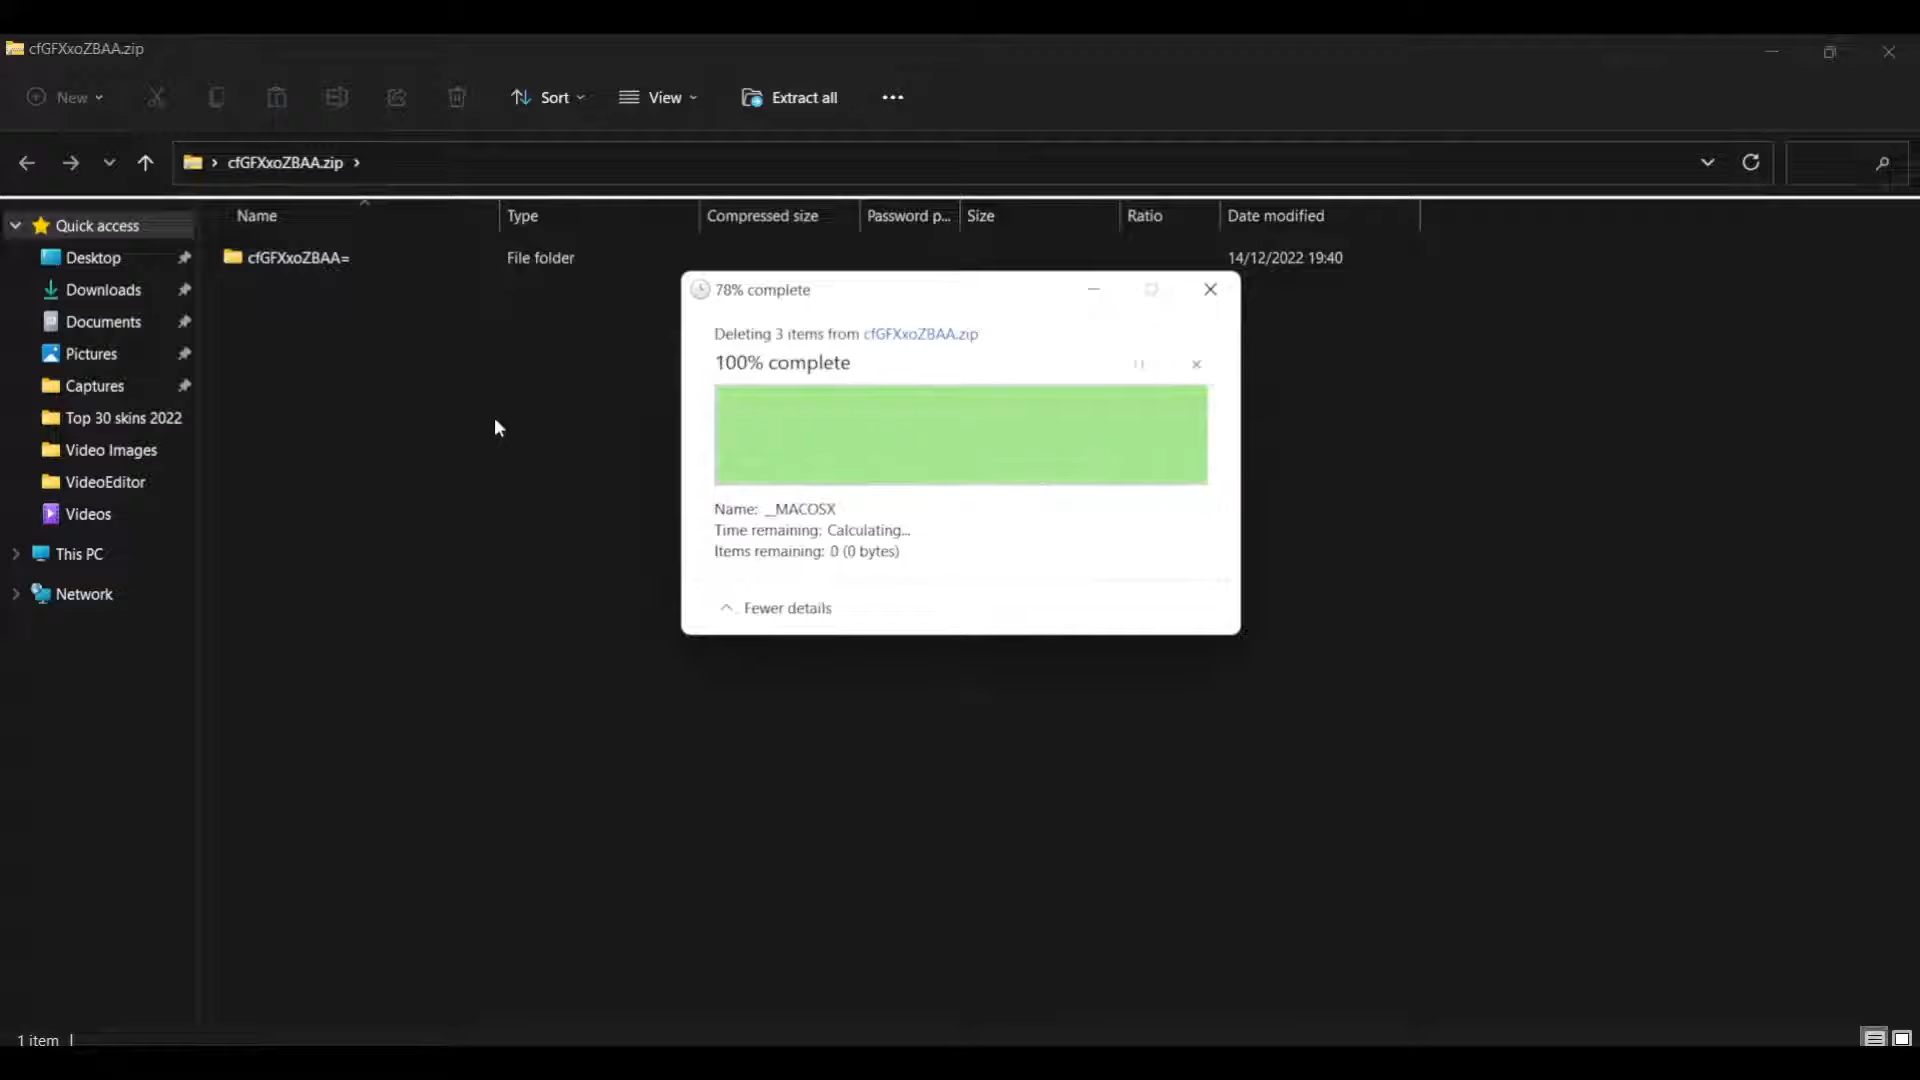 cfGFXxoZBAA.zip
New
Sort
View
Extract all
cfGFXxoZBAA.zip
Name
Type
Compressed size
Password p...
Size
Ratio
Date modified
Quick access
cfGFXxoZBAA=
File folder
14/12/2022 19:40
Desktop
Downloads
Documents
Pictures
Captures
Top 30 skins 2022
Video Images
VideoEditor
Videos
This PC
Network
78% complete
Deleting 3 items from cfGFXxoZBAA.zip
100% complete
Name: __MACOSX
Time remaining: Calculating...
Items remaining: 0 (0 bytes)
Fewer details
1 item